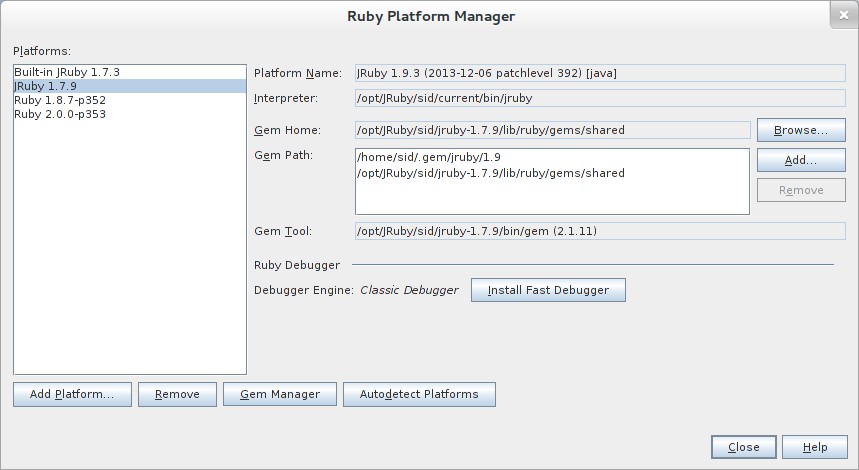 Ruby Platform Manager
Platforms:
Built-in JRuby 1.7.3
JRuby 1.7.9
Ruby 1.8.7-p352
Ruby 2.0.0-p353
Platform Name: JRuby 1.9.3 (2013-12-06 patchlevel 392) [java]
Interpreter: /opt/JRuby/sid/current/bin/jruby
Gem Home: /opt/JRuby/sid/jruby-1.7.9/lib/ruby/gems/shared Browse...
Gem Path: /home/sid/.gem/jruby/1.9 Add...
/opt/JRuby/sid/jruby-1.7.9/lib/ruby/gems/shared
Remove
Gem Tool: /opt/JRuby/sid/jruby-1.7.9/bin/gem (2.1.11)
Ruby Debugger
Debugger Engine: Classic Debugger Install Fast Debugger
Add Platform... Remove Gem Manager Autodetect Platforms
Close Help